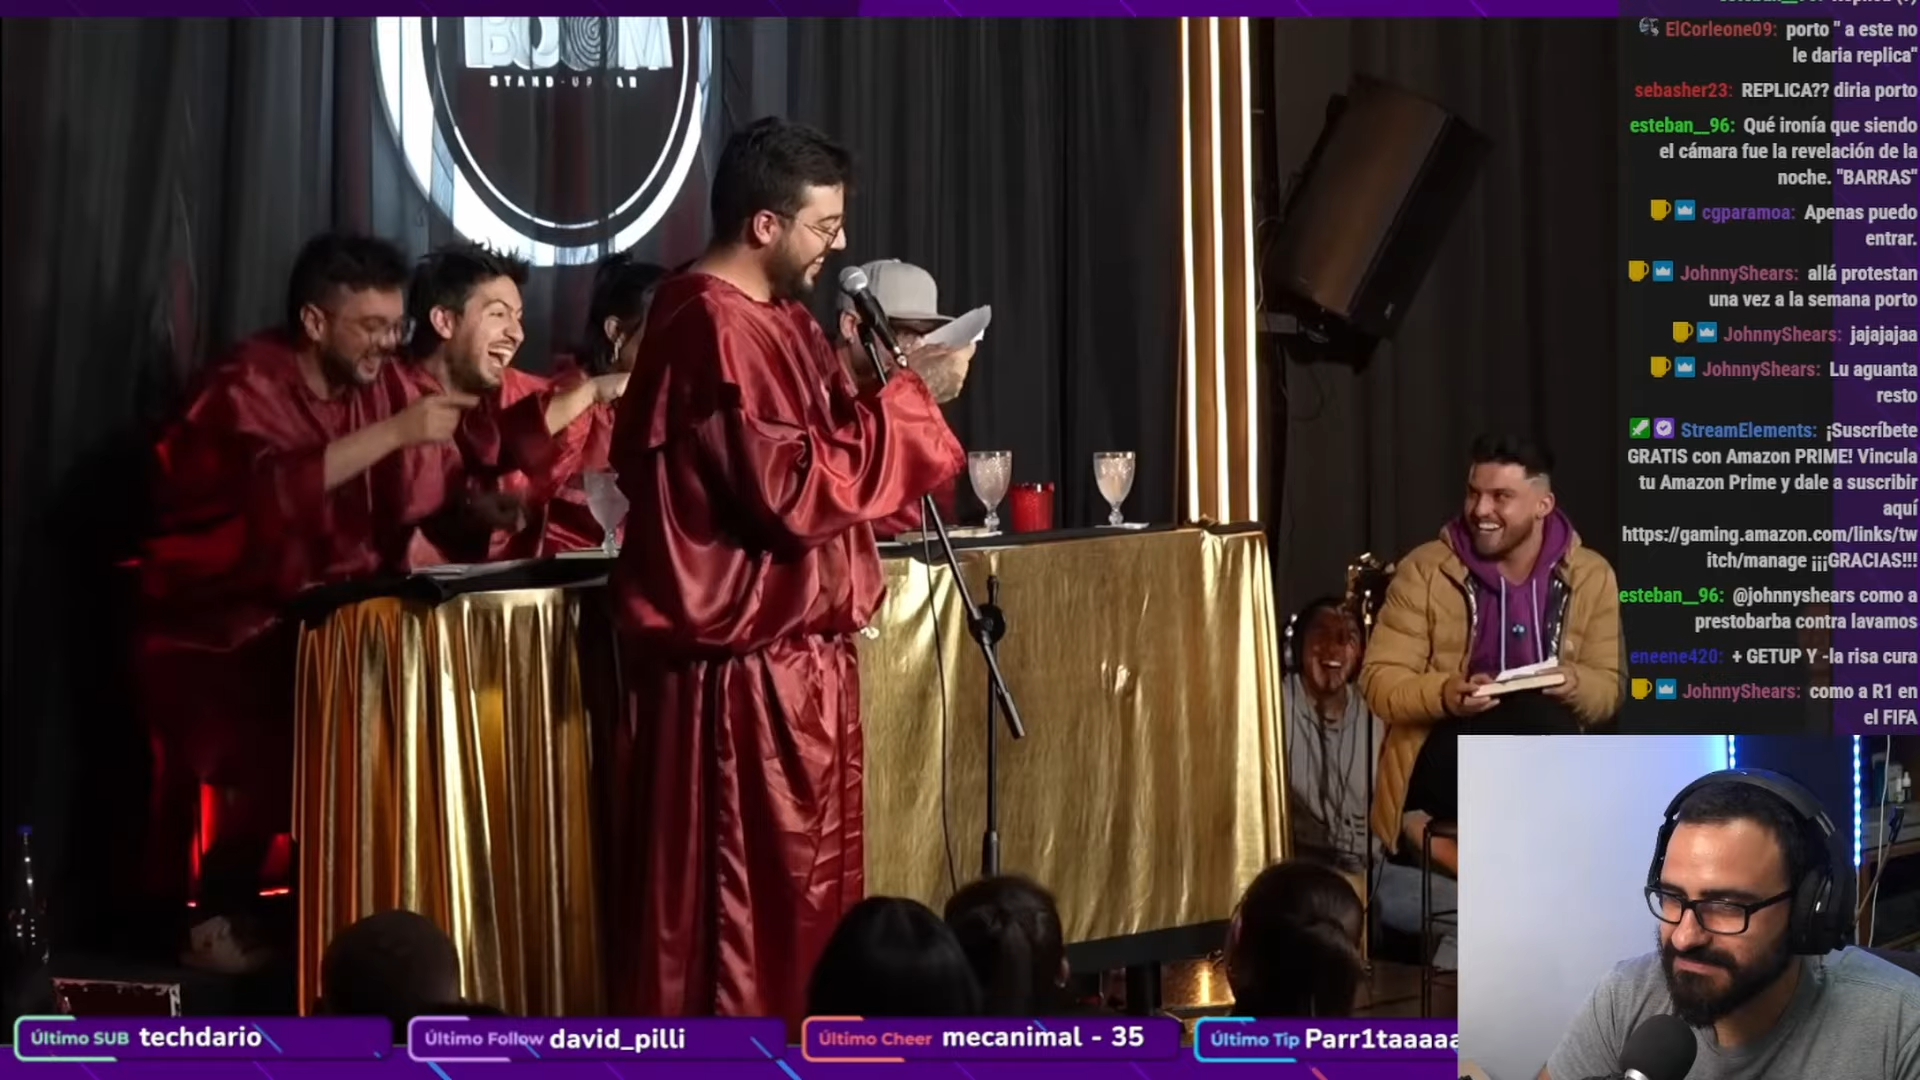 BOOM
STAND-UP BAR
ElCorleone09: porto " a este no
le daria replica"
sebasher23: REPLICA?? diria porto
esteban__96: Qué ironía que siendo
el cámara fue la revelación de la
noche. "BARRAS"
cgparamoa: Apenas puedo
entrar.
JohnnyShears: allá protestan
una vez a la semana porto
JohnnyShears: jajajajaa
JohnnyShears: Lu aguanta
resto
StreamElements: ¡Suscríbete
GRATIS con Amazon PRIME! Vincula
tu Amazon Prime y dale a suscribir
aquí
https://gaming.amazon.com/links/tw
itch/manage ¡¡¡GRACIAS!!!
esteban__96: @johnnyshears como a
prestobarba contra lavamos
eneene420: + GETUP Y -la risa cura
JohnnyShears: como a R1 en
el FIFA
Último SUB techdario
Último Follow david_pilli
Último Cheer mecanimal - 35
Último Tip Parr1taaaaa